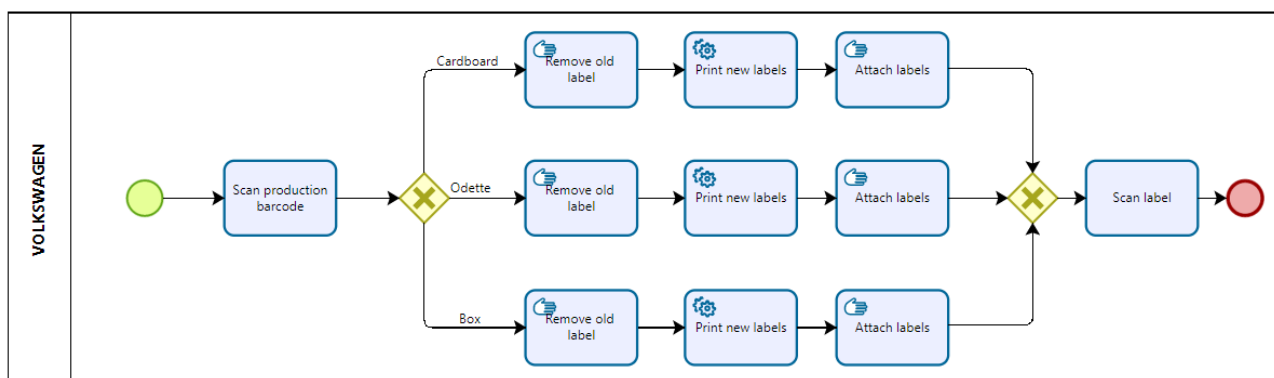 VOLKSWAGEN
Scan production
barcode
Cardboard
Remove old
label
Print new labels
Attach labels
Odette
Remove old
label
Print new labels
Attach labels
Box
Remove old
label
Print new labels
Attach labels
Scan label